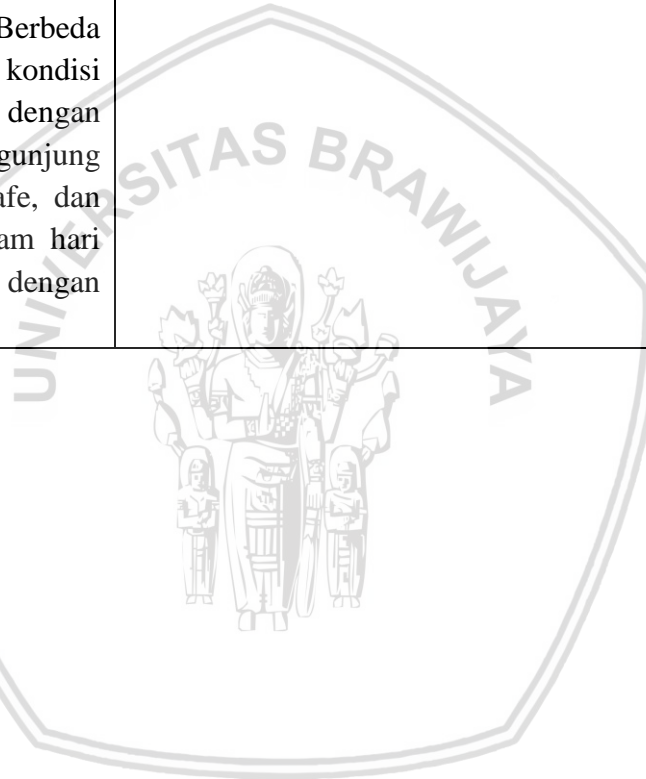 Berbeda
kondisi
dengan
gunjung
afe, dan
am hari
dengan
UNIVERSITAS BRAWIJAYA